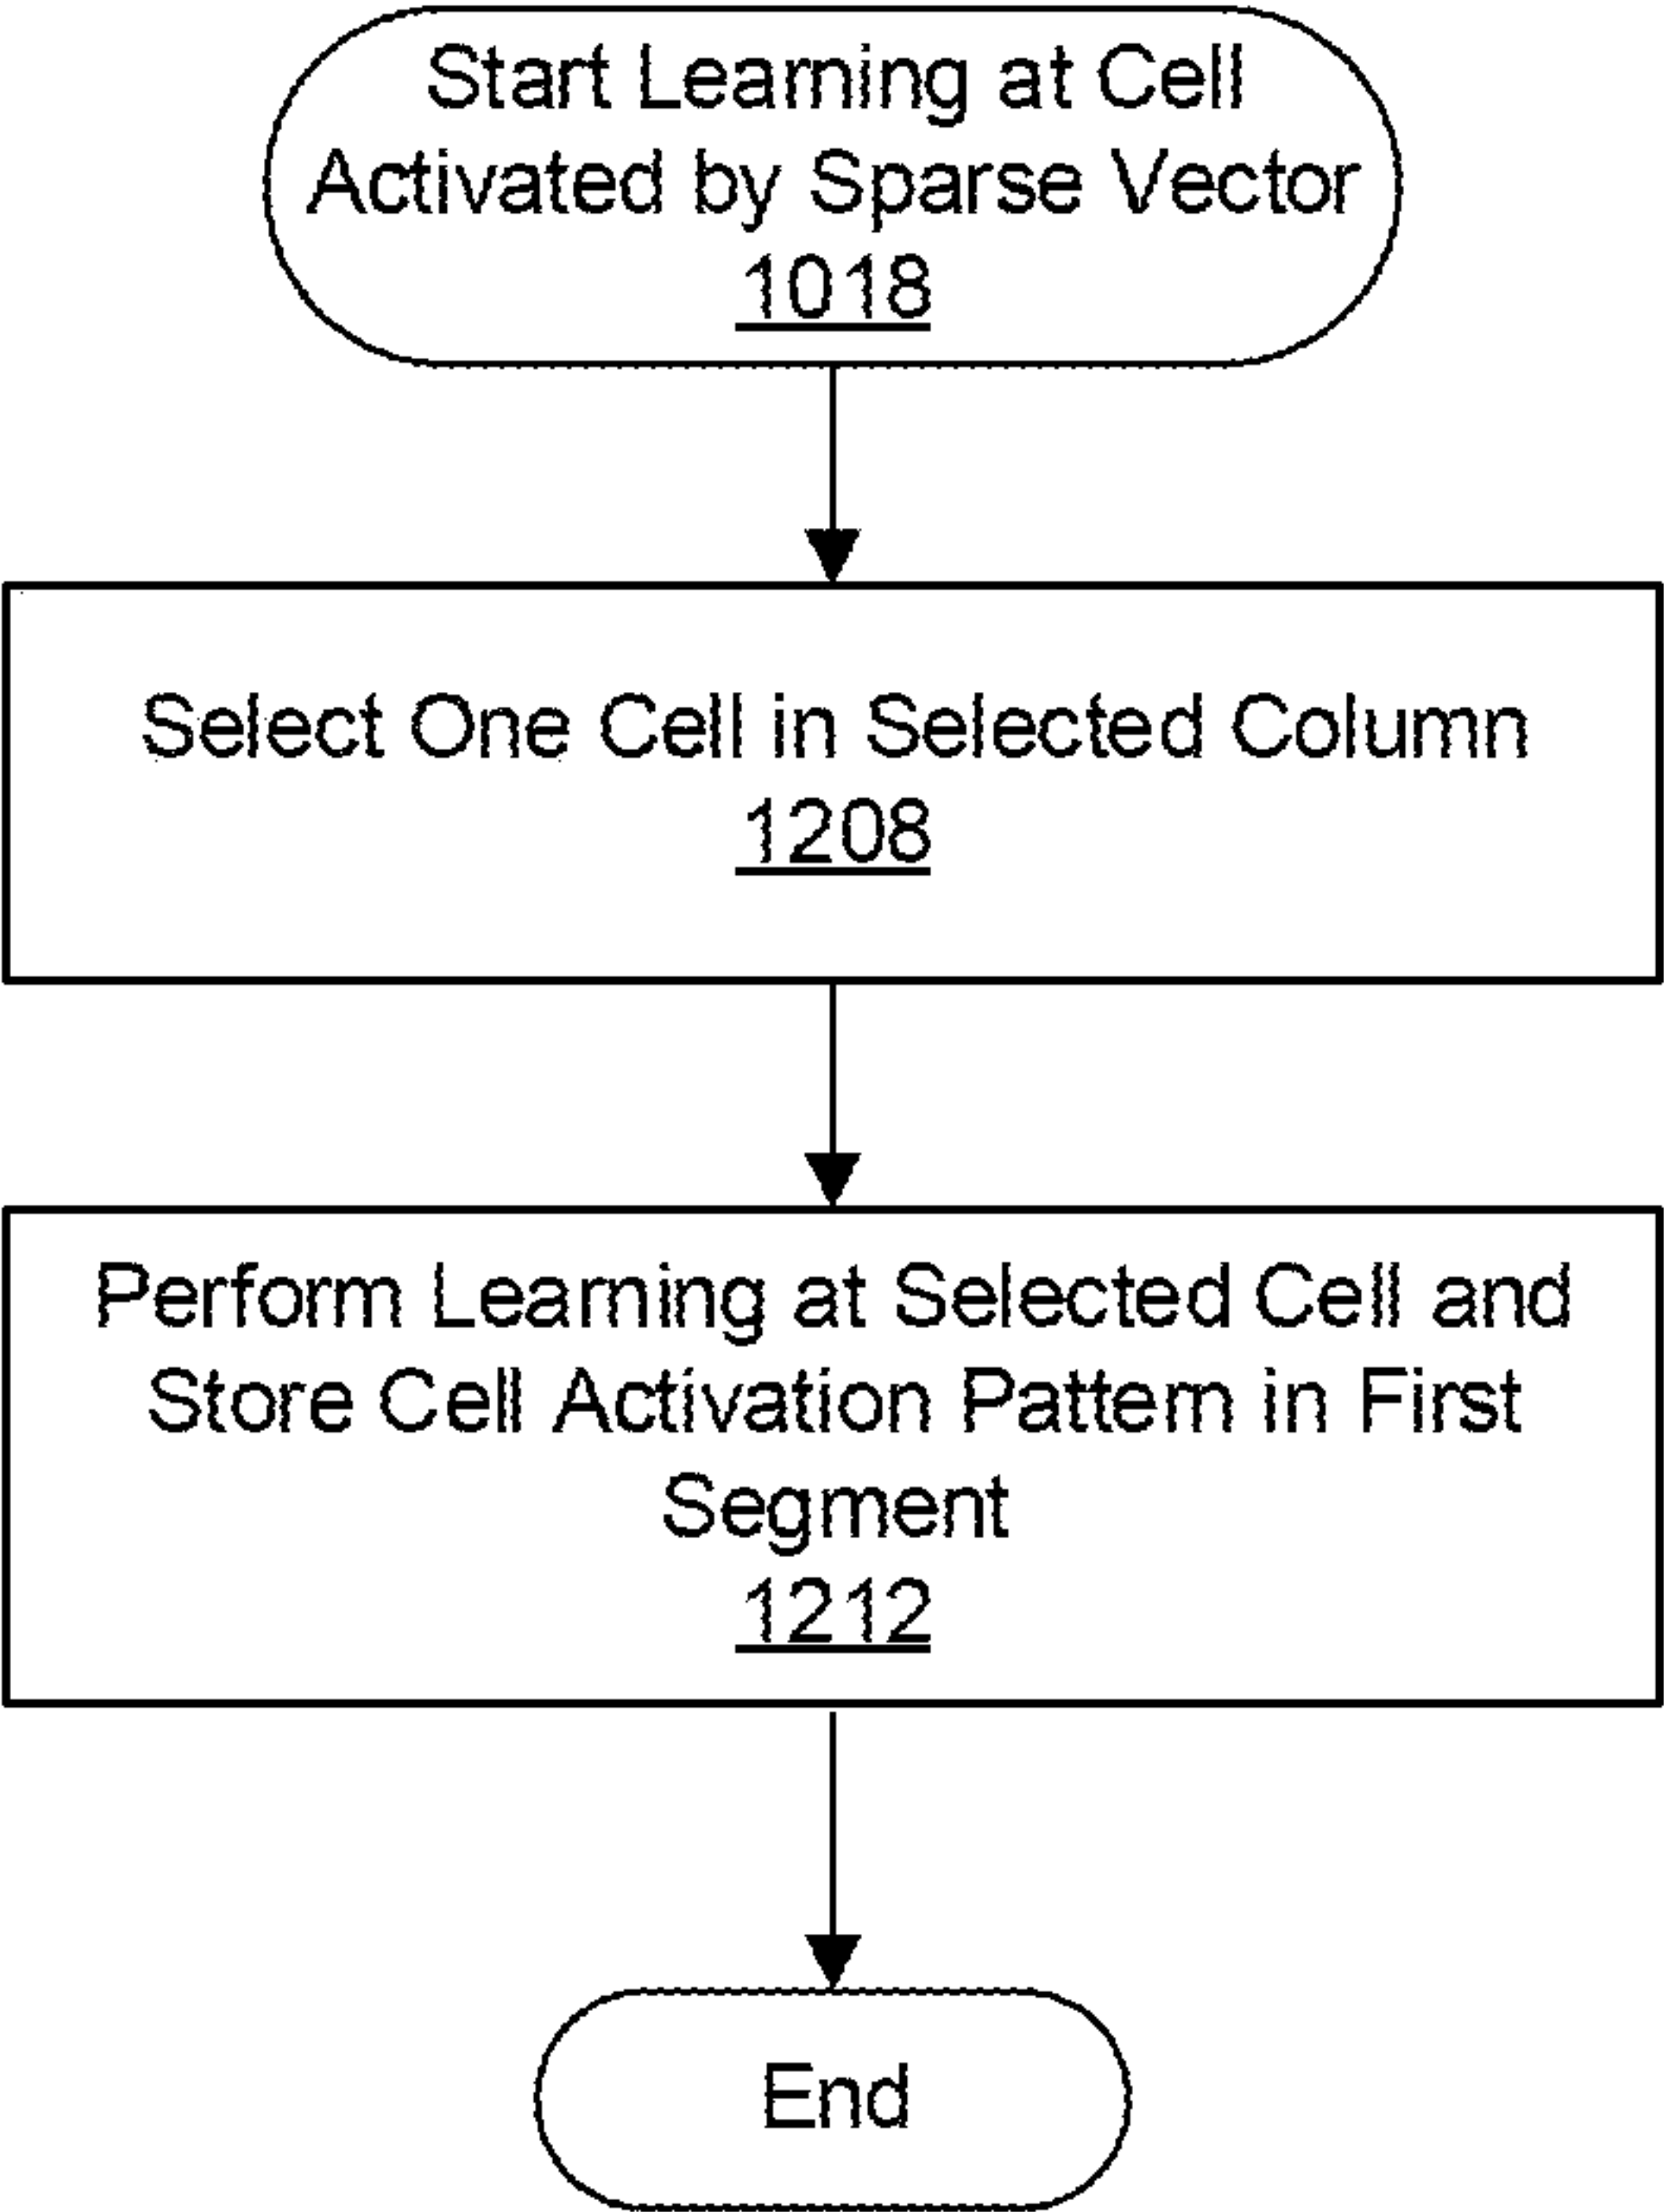 Start Learning at Cell
Activated by Sparse Vector
1018
Select One Cell in Selected Column
1208
Perform Learning at Selected Cell and
Store Cell Activation Pattern in First
Segment
1212
End